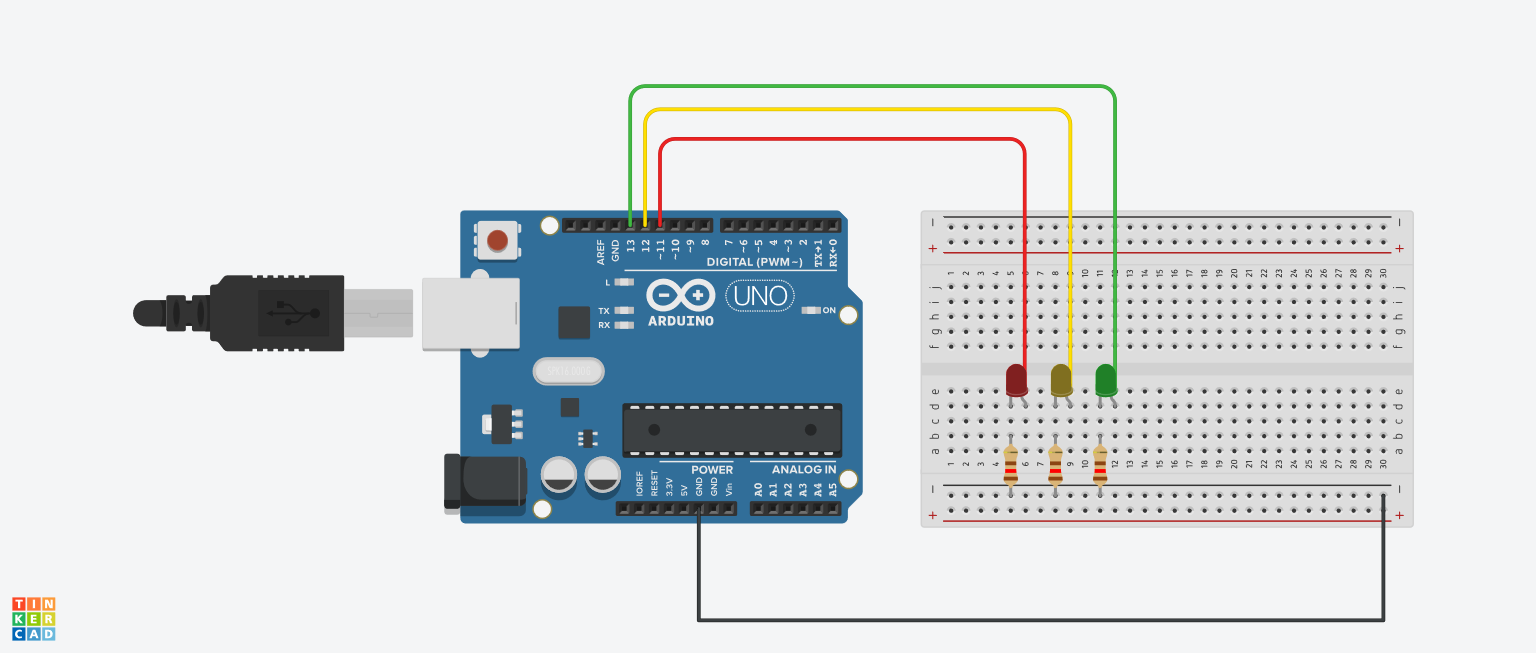 AREF
GND
13
12
~11
~10
~9
8
7
~6
~5
4
~3
2
TX→1
RX←0
DIGITAL (PWM~)
L
TX
RX
ARDUINO
UNO
ON
POWER
ANALOG IN
IOREF
RESET
3.3V
5V
GND
GND
Vin
A0
A1
A2
A3
A4
A5
− −
+ +
1 2 3 4 5 6 7 8 9 10 11 12 13 14 15 16 17 18 19 20 21 22 23 24 25 26 27 28 29 30
j j
i i
h h
g g
f f
e e
d d
c c
b b
a a
1 2 3 4 5 6 7 8 9 10 11 12 13 14 15 16 17 18 19 20 21 22 23 24 25 26 27 28 29 30
− −
+ +
TIN
KER
CAD